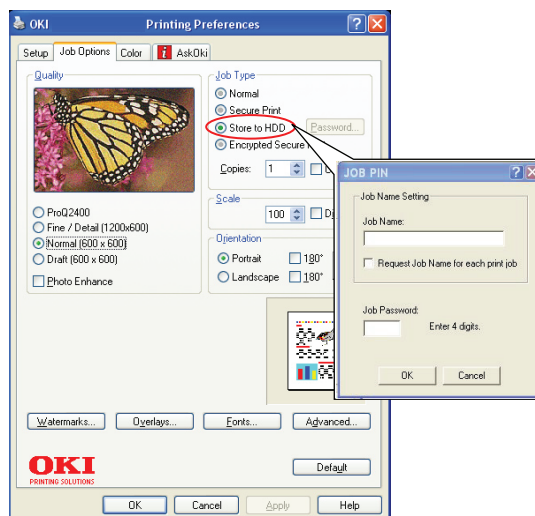 OKI Printing Preferences
Setup Job Options Color i AskOki
Quality
ProQ2400
Fine / Detail (1200x600)
Normal (600 x 600)
Draft (600 x 600)
Photo Enhance
Job Type
Normal
Secure Print
Store to HDD Password...
Encrypted Secure
Copies: 1
Scale
100 %
Orientation
Portrait 180°
Landscape 180°
JOB PIN
Job Name Setting
Job Name:
Request Job Name for each print job
Job Password:
Enter 4 digits.
OK Cancel
Watermarks... Overlays... Fonts... Advanced...
OKI
PRINTING SOLUTIONS
Default
OK Cancel Apply Help